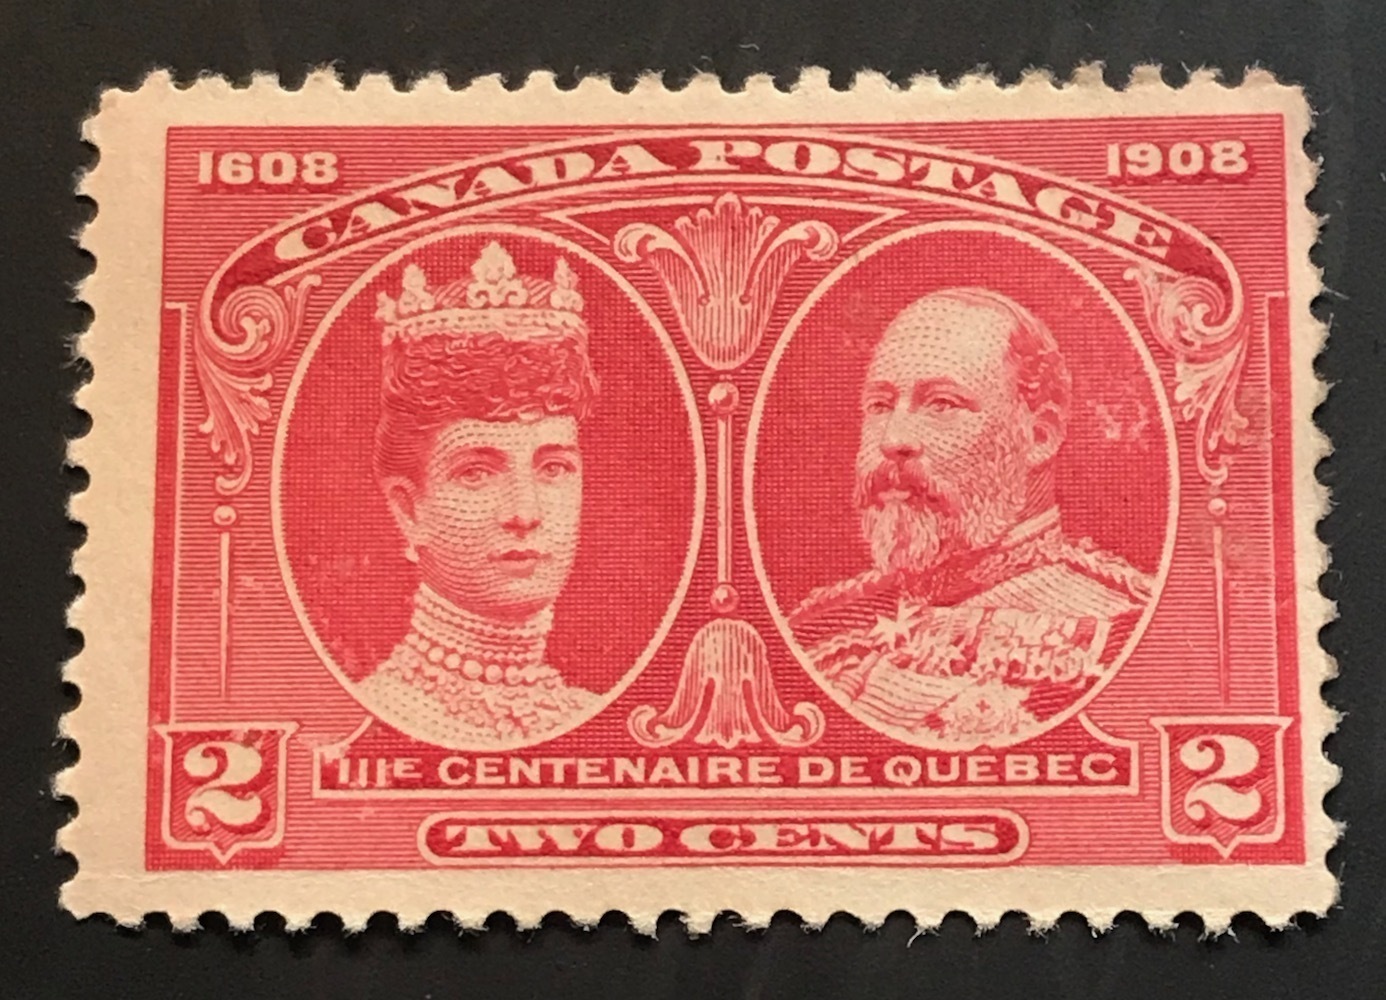 1608
1908
CANADA POSTAGE
IIIE CENTENAIRE DE QUEBEC
2
2
TWO CENTS